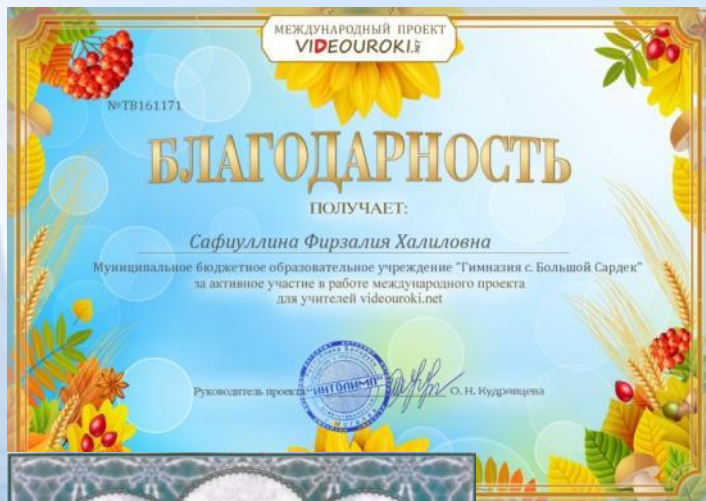 МЕЖДУНАРОДНЫЙ ПРОЕКТ
VIDEOUROKI.NET
№ТВ161171
БЛАГОДАРНОСТЬ
ПОЛУЧАЕТ:
Сафиуллина Фирзалия Халиловна
Муниципальное бюджетное образовательное учреждение "Гимназия с. Большой Сардек"
за активное участие в работе международного проекта
для учителей videouroki.net
Руководитель проекта "ИНТОЛИМП" О. Н. Кудрявцева